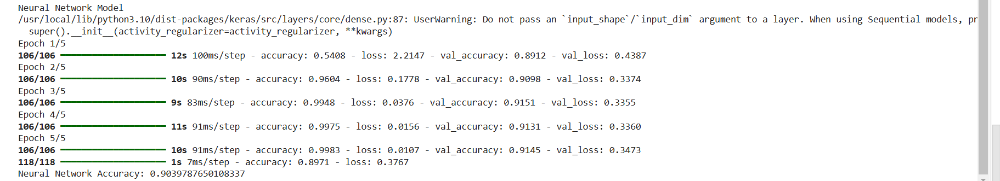 Neural Network Model
/usr/local/lib/python3.10/dist-packages/keras/src/layers/core/dense.py:87: UserWarning: Do not pass an `input_shape`/`input_dim` argument to a layer. When using Sequential models, pr
super().__init__(activity_regularizer=activity_regularizer, **kwargs)
Epoch 1/5
106/106 12s 100ms/step - accuracy: 0.5408 - loss: 2.2147 - val_accuracy: 0.8912 - val_loss: 0.4387
Epoch 2/5
106/106 10s 90ms/step - accuracy: 0.9604 - loss: 0.1778 - val_accuracy: 0.9098 - val_loss: 0.3374
Epoch 3/5
106/106 9s 83ms/step - accuracy: 0.9948 - loss: 0.0376 - val_accuracy: 0.9151 - val_loss: 0.3355
Epoch 4/5
106/106 11s 91ms/step - accuracy: 0.9975 - loss: 0.0156 - val_accuracy: 0.9131 - val_loss: 0.3360
Epoch 5/5
106/106 10s 91ms/step - accuracy: 0.9983 - loss: 0.0107 - val_accuracy: 0.9145 - val_loss: 0.3473
118/118 1s 7ms/step - accuracy: 0.8971 - loss: 0.3767
Neural Network Accuracy: 0.9039787650108337